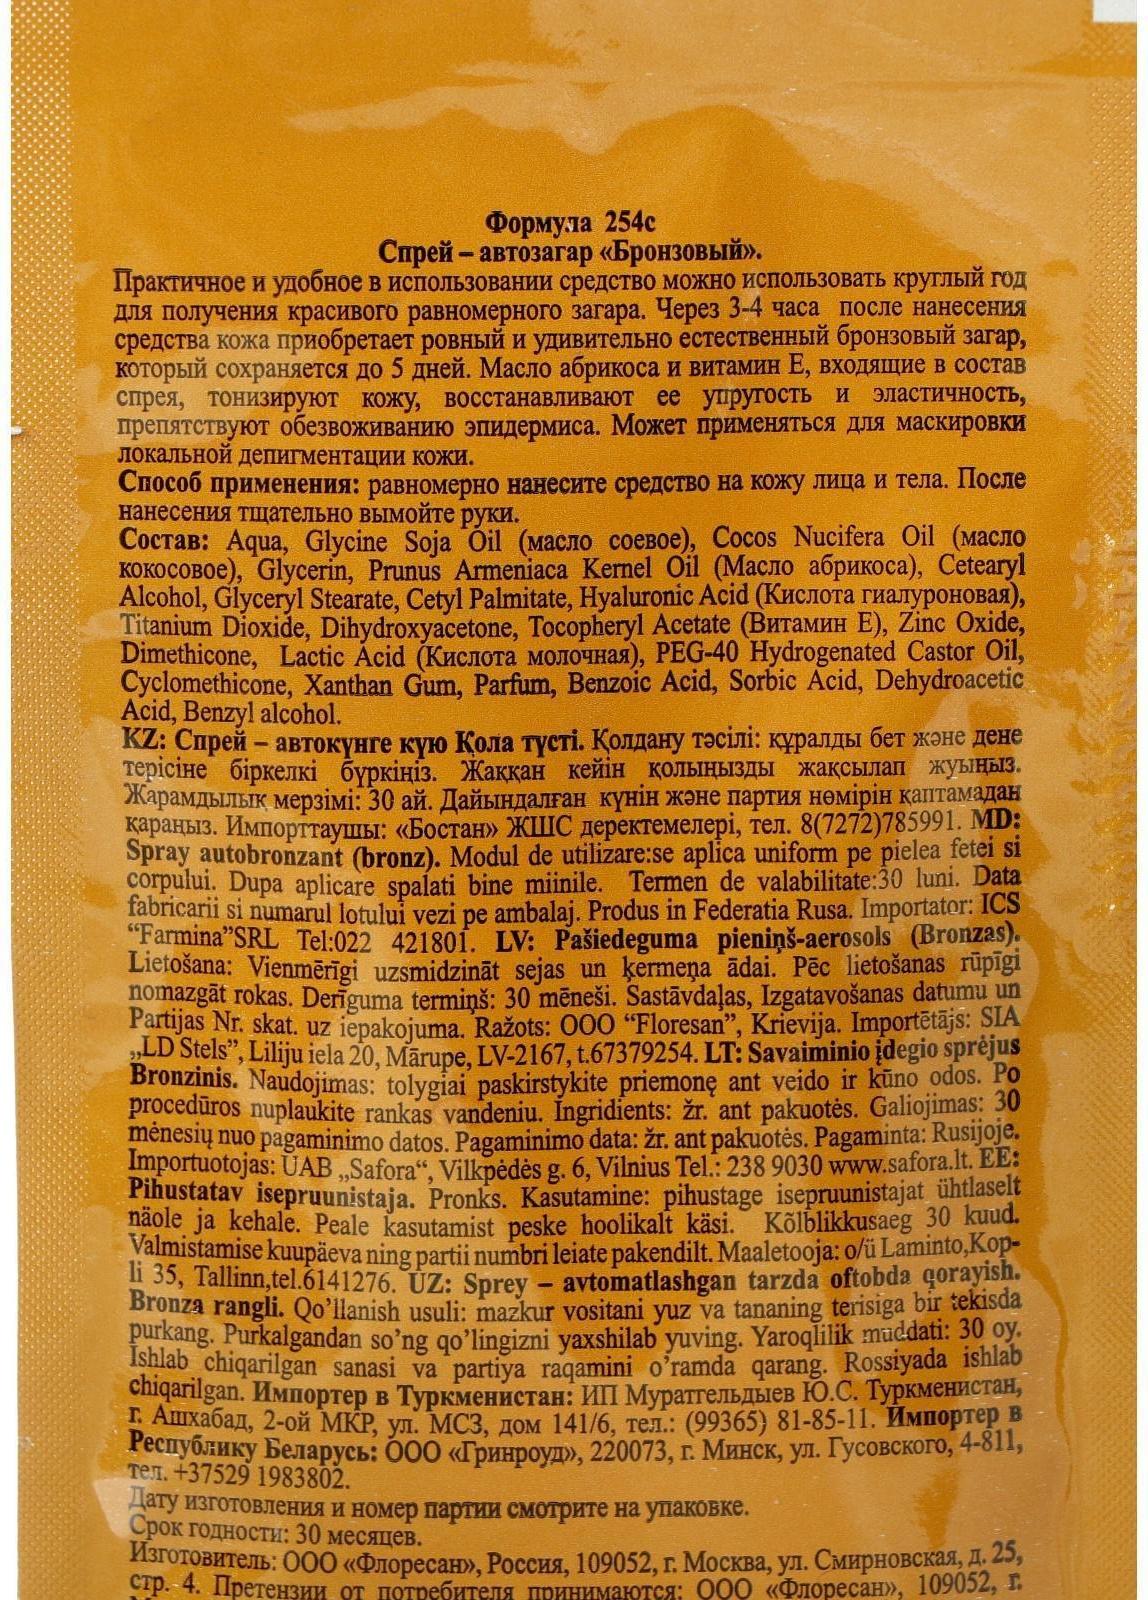 Формула 254с
Спрей – автозагар «Бронзовый».
Практичное и удобное в использовании средство можно использовать круглый год
для получения красивого равномерного загара. Через 3-4 часа после нанесения
средства кожа приобретает ровный и удивительно естественный бронзовый загар,
который сохраняется до 5 дней. Масло абрикоса и витамин Е, входящие в состав
спрея, тонизируют кожу, восстанавливают ее упругость и эластичность,
препятствуют обезвоживанию эпидермиса. Может применяться для маскировки
локальной депигментации кожи.
Способ применения: равномерно нанесите средство на кожу лица и тела. После
нанесения тщательно вымойте руки.
Состав: Aqua, Glycine Soja Oil (масло соевое), Cocos Nucifera Oil (масло
кокосовое), Glycerin, Prunus Armeniaca Kernel Oil (Масло абрикоса), Cetearyl
Alcohol, Glyceryl Stearate, Cetyl Palmitate, Hyaluronic Acid (Кислота гиалуроновая),
Titanium Dioxide, Dihydroxyacetone, Tocopheryl Acetate (Витамин Е), Zinc Oxide,
Dimethicone, Lactic Acid (Кислота молочная), PEG-40 Hydrogenated Castor Oil,
Cyclomethicone, Xanthan Gum, Parfum, Benzoic Acid, Sorbic Acid, Dehydroacetic
Acid, Benzyl alcohol.
KZ: Спрей – автокүнге күю Қола түсті. Қолдану тәсілі: құралды бет және дене
терісіне біркелкі бүркіңіз. Жаққан кейін қолыңызды жақсылап жуыңыз.
Жарамдылық мерзімі: 30 ай. Дайындалған күнін және партия нөмірін қаптамадан
қараңыз. Импорттаушы: «Бостан» ЖШС деректемелері, тел. 8(7272)785991. MD:
Spray autobronzant (bronz). Modul de utilizare:se aplica uniform pe pielea fetei si
corpului. Dupa aplicare spalati bine miinile. Termen de valabilitate:30 luni. Data
fabricarii si numarul lotului vezi pe ambalaj. Produs in Federatia Rusa. Importator: ICS
“Farmina”SRL Tel:022 421801. LV: Pašiedeguma pieniņš-aerosols (Bronzas).
Lietošana: Vienmērīgi uzsmidzināt sejas un ķermeņa ādai. Pēc lietošanas rūpīgi
nomazgāt rokas. Derīguma termiņš: 30 mēneši. Sastāvdaļas, Izgatavošanas datumu un
Partijas Nr. skat. uz iepakojuma. Ražots: OOO “Floresan”, Krievija. Importētājs: SIA
„LD Stels”, Liliju iela 20, Mārupe, LV-2167, t.67379254. LT: Savaiminio įdegio sprėjus
Bronzinis. Naudojimas: tolygiai paskirstykite priemonę ant veido ir kūno odos. Po
procedūros nuplaukite rankas vandeniu. Ingridients: žr. ant pakuotės. Galiojimas: 30
mėnesių nuo pagaminimo datos. Pagaminimo data: žr. ant pakuotės. Pagaminta: Rusijoje.
Importuotojas: UAB „Safora“, Vilkpėdės g. 6, Vilnius Tel.: 238 9030 www.safora.lt. EE:
Pihustatav isepruunistaja. Pronks. Kasutamine: pihustage isepruunistajat ühtlaselt
näole ja kehale. Peale kasutamist peske hoolikalt käsi. Kõlblikkusaeg 30 kuud.
Valmistamise kuupäeva ning partii numbri leiate pakendilt. Maaletooja: o/ü Laminto,Kop-
li 35, Tallinn,tel.6141276. UZ: Sprey – avtomatlashgan tarzda oftobda qorayish.
Bronza rangli. Qo’llanish usuli: mazkur vositani yuz va tananing terisiga bir tekisda
purkang. Purkalgandan so’ng qo’lingizni yaxshilab yuving. Yaroqlilik muddati: 30 oy.
Ishlab chiqarilgan sanasi va partiya raqamini o’ramda qarang. Rossiyada ishlab
chiqarilgan. Импортер в Туркменистан: ИП Муратгельдыев Ю.С. Туркменистан,
г. Ашхабад, 2-ой МКР, ул. МСЗ, дом 141/6, тел.: (99365) 81-85-11. Импортер в
Республику Беларусь: ООО «Гринроуд», 220073, г. Минск, ул. Гусовского, 4-811,
тел. +37529 1983802.
Дату изготовления и номер партии смотрите на упаковке.
Срок годности: 30 месяцев.
Изготовитель: ООО «Флоресан», Россия, 109052, г. Москва, ул. Смирновская, д. 25,
стр. 4. Претензии от потребителя принимаются: ООО «Флоресан», 109052, г.